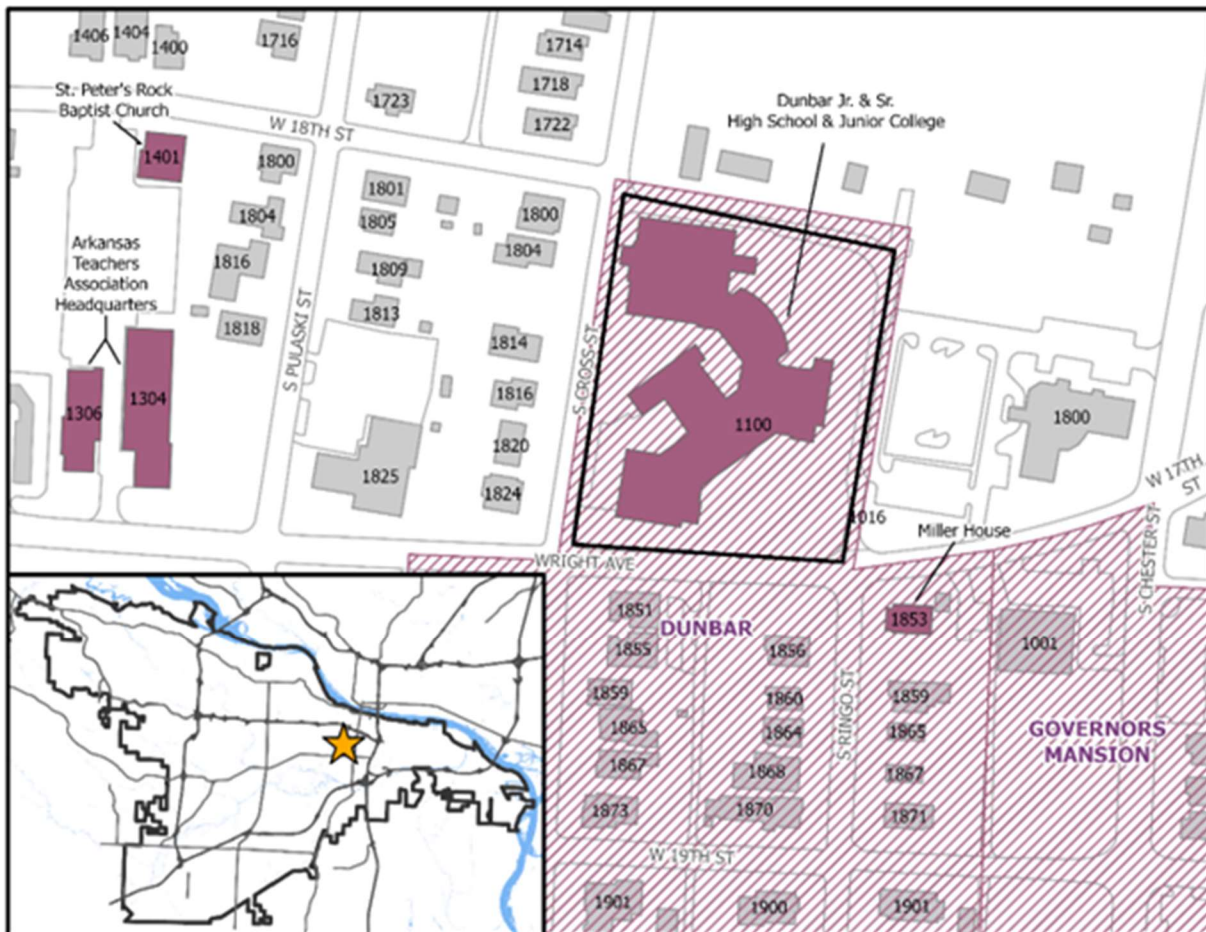 1406
1404
1400
1716
1714
1718
1722
1723
St. Peter's Rock
Baptist Church
W 18TH ST
Dunbar Jr. & Sr.
High School & Junior College
1401
1800
1801
1800
1804
1805
1804
1816
1809
Arkansas
Teachers
Association
Headquarters
1818
1813
1814
S PULASKI ST
S CROSS ST
1306
1304
1816
1820
1825
1824
1100
1800
W 17TH
ST
1016
Miller House
WRIGHT AVE
S CHESTER ST
1851
DUNBAR
1853
1855
1856
1001
1859
1860
1859
S RINGO ST
1865
1864
1865
GOVERNORS
MANSION
1867
1868
1867
1873
1870
1871
W 19TH ST
1901
1900
1901